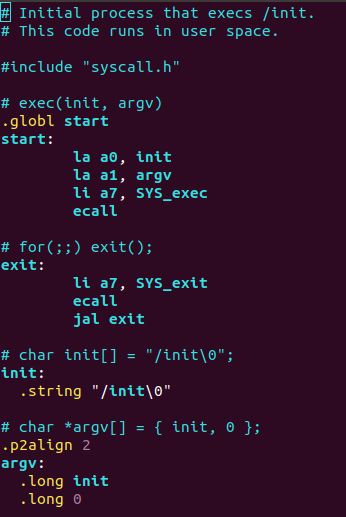 # Initial process that execs /init.
# This code runs in user space.

#include "syscall.h"

# exec(init, argv)
.globl start
start:
        la a0, init
        la a1, argv
        li a7, SYS_exec
        ecall

# for(;;) exit();
exit:
        li a7, SYS_exit
        ecall
        jal exit

# char init[] = "/init\0";
init:
  .string "/init\0"

# char *argv[] = { init, 0 };
.p2align 2
argv:
  .long init
  .long 0